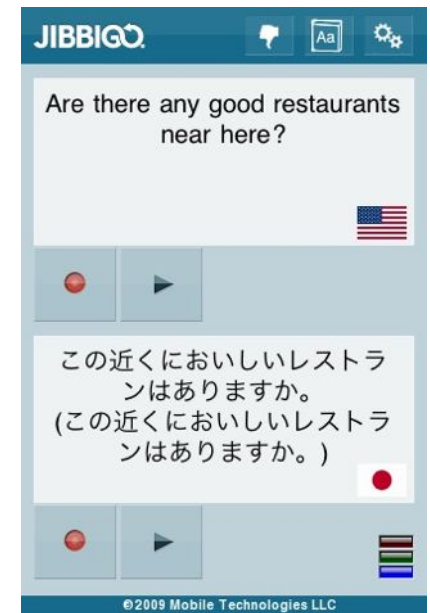 JIBBIGO.
Aa
Are there any good restaurants
near here?
この近くにおいしいレストラ
ンはありますか。
(この近くにおいしいレストラ
ンはありますか。)
©2009 Mobile Technologies LLC